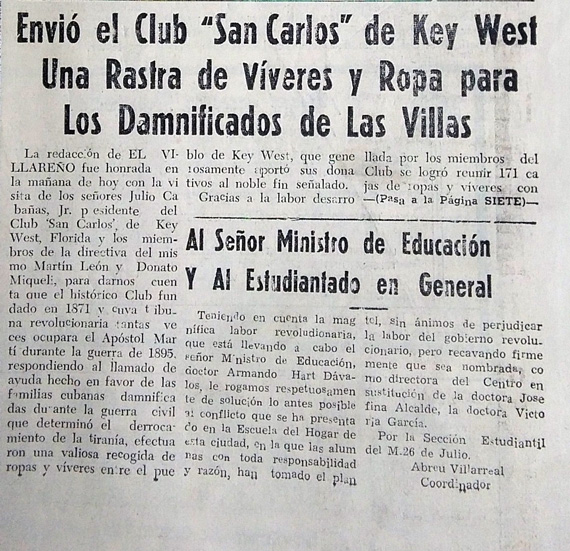 Envió el Club "San Carlos" de Key West
Una Rastra de Víveres y Ropa para
Los Damnificados de Las Villas
La redacción de EL VI-
LLAREÑO fue honrada en
la mañana de hoy con la vi
sita de los señores Julio Ca
bañas, Jr. p esidente del
Club 'San Carlos', de Key
West, Florida y los miem-
bros de la directiva del mis
mo Martín León y Donato
Miqueli, para darnos cuen
ta que el histórico Club fun
dado en 1871 y cuya t ibu-
na revolucionaria tantas ve
ces ocupara el Apóstol Mar
tí durante la guerra de 1895.
respondiendo al llamado de
ayuda hecho en favor de las
familias cubanas damnifica
das durante la guerra civil
que determinó el derroca-
miento de la tiranía, efectua
ron una valiosa recogida de
ropas y víveres entre el pue
blo de Key West, que gene
rosamente aportó sus dona
tivos al noble fin señalado.
Gracias a la labor desarro
llada por los miembros del
Club se logró reunir 171 ca
jas de ropas y víveres con
—(Pasa a la Página SIETE)—
Al Señor Ministro de Educación
Y Al Estudiantado en General
Teniendo en cuenta la mag
nífica labor revoludionaria,
que está llevando a cabo el
señor Ministro de Educación,
doctor Armando Hart Dáva-
los, le rogamos respetuosamen
te de solución lo antes posible
al conflicto que se ha presenta
do en la Escuela del Hogar de
esta ciudad, en la que las alum
nas con toda responsabilidad
y razón, han tomado el plan
tel, sin ánimos de perjudicar
la labor del gobierno revolu-
cionario, pero recavando firme
mente que sea nombrada, co
mo directora del Centro en
sustitución de la doctora Jose
fina Alcalde, la doctora Victo
ria García.
Por la Sección Estudiantil
del M.26 de Julio.
Abreu Villarreal
Coordinador